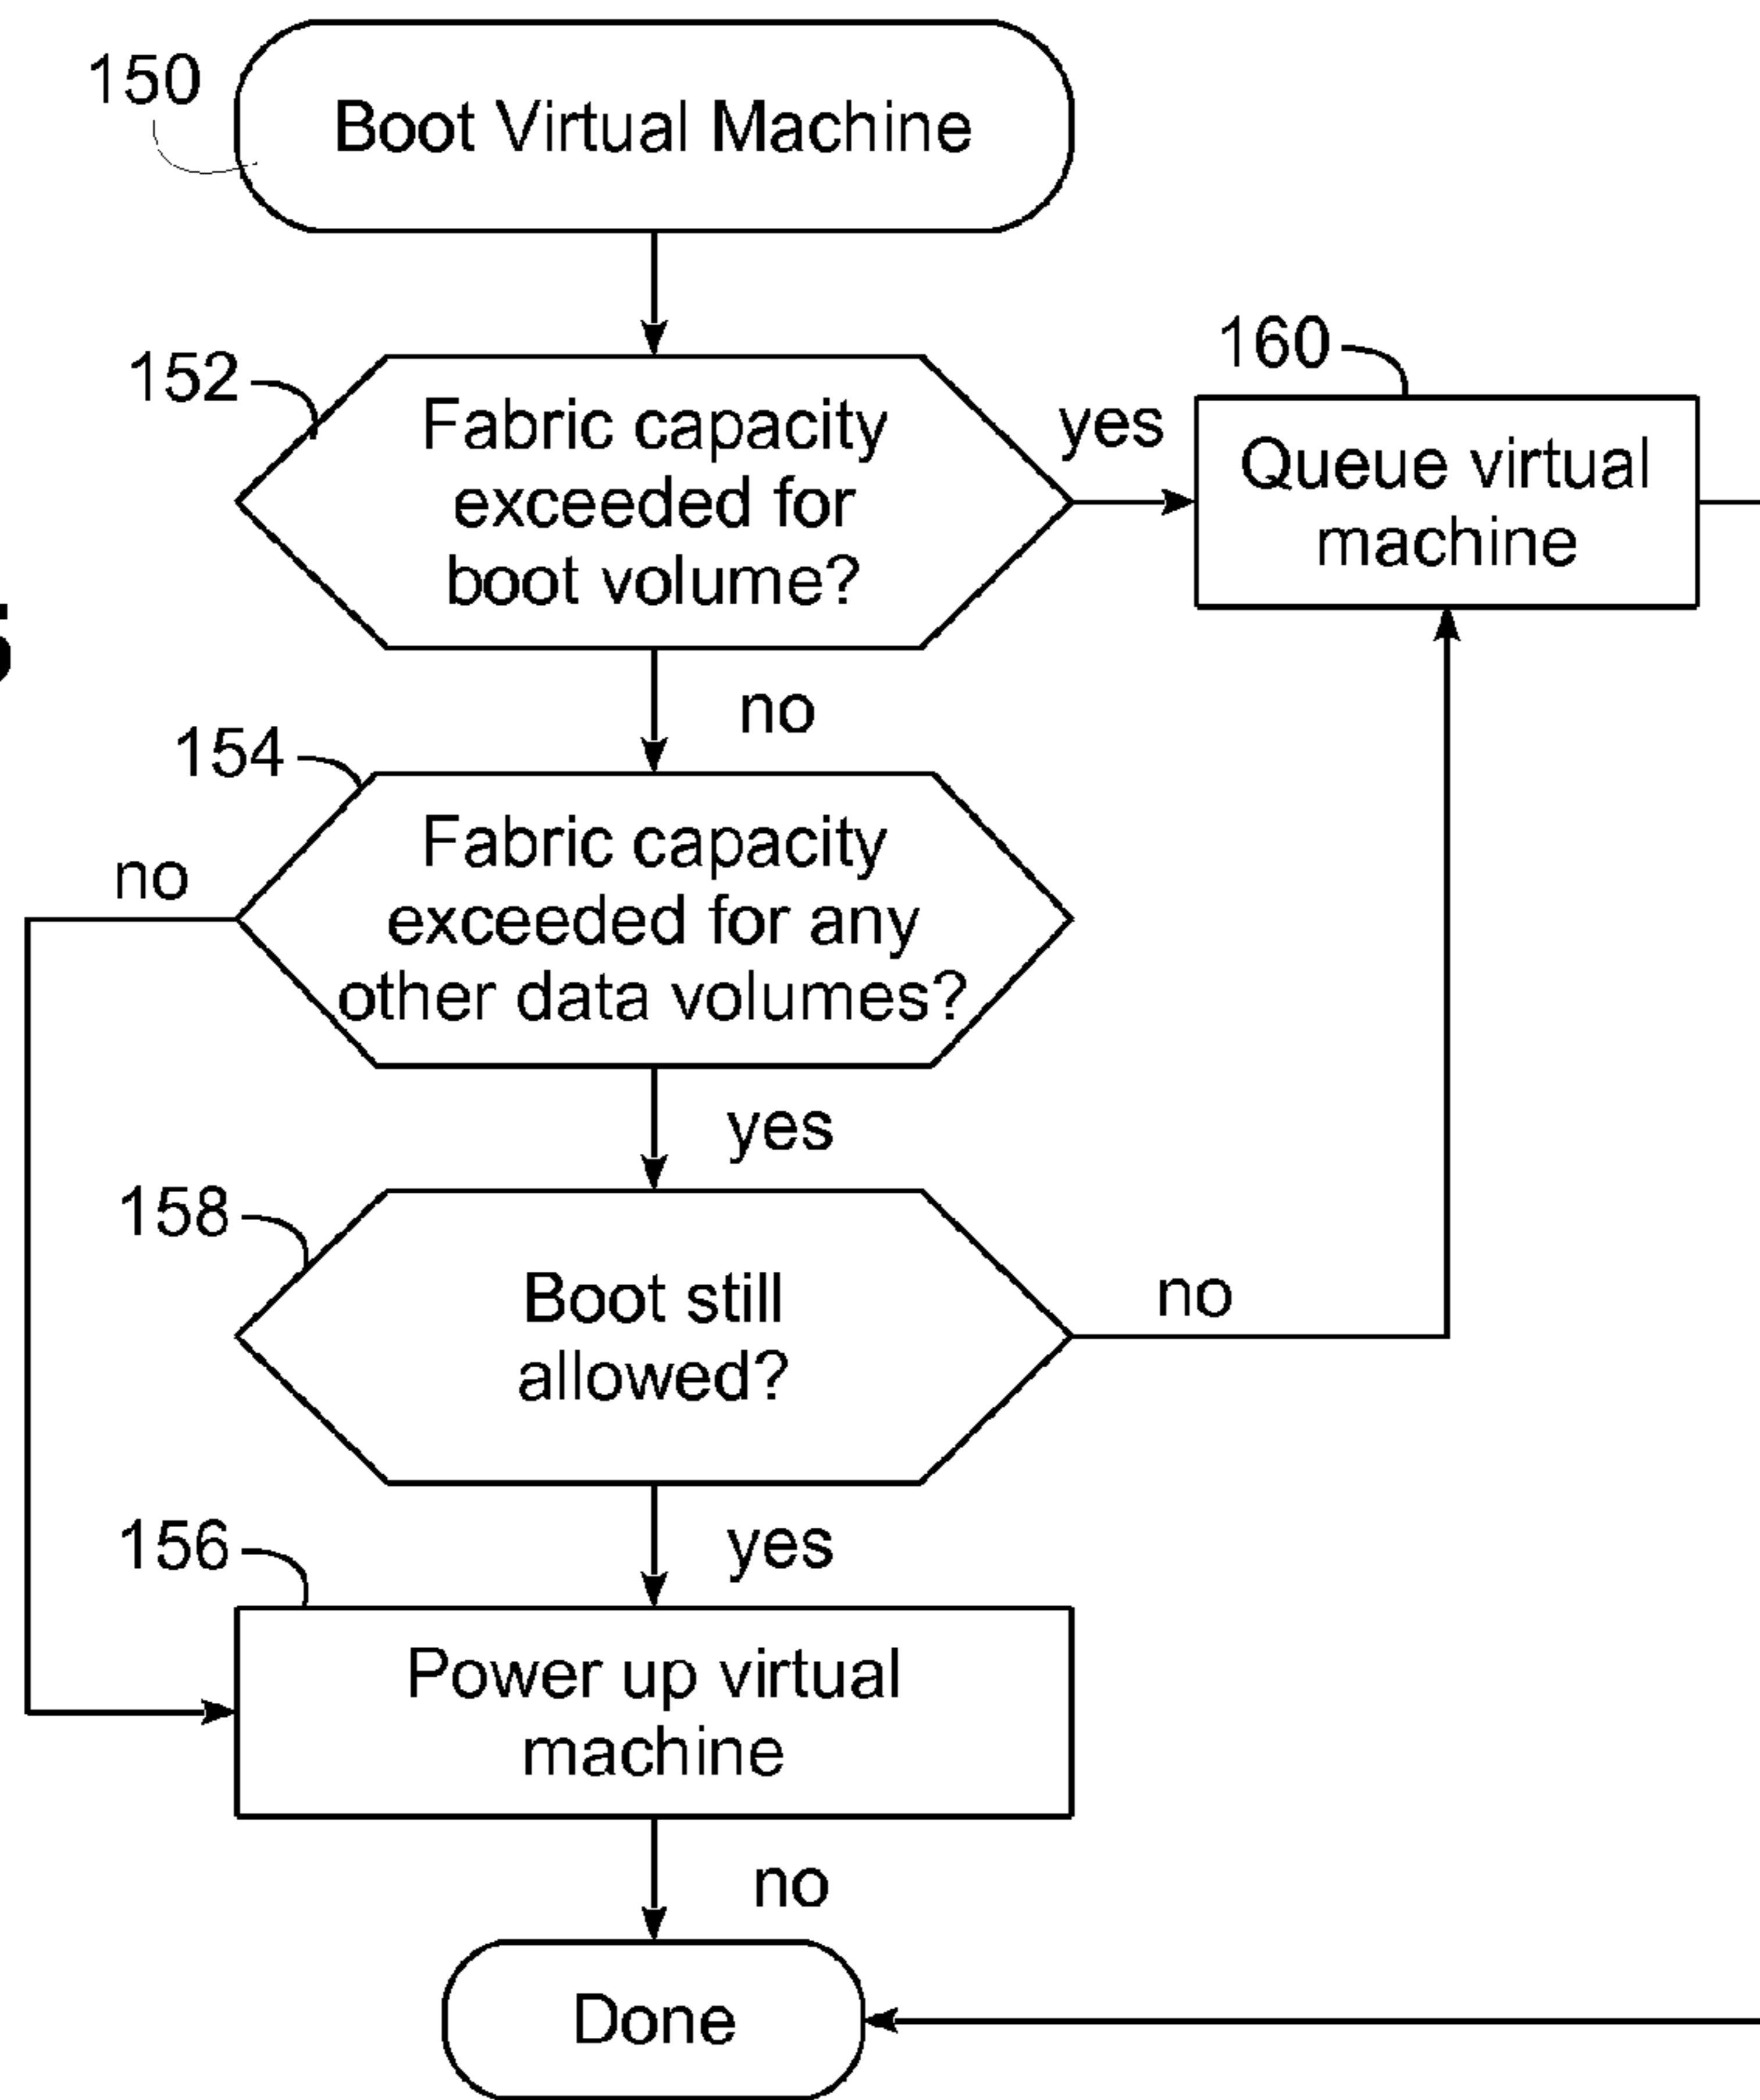 150
Boot Virtual Machine
152
Fabric capacity
exceeded for
boot volume?
yes
160
Queue virtual
machine
no
154
Fabric capacity
exceeded for any
other data volumes?
no
yes
158
Boot still
allowed?
no
yes
156
Power up virtual
machine
no
Done